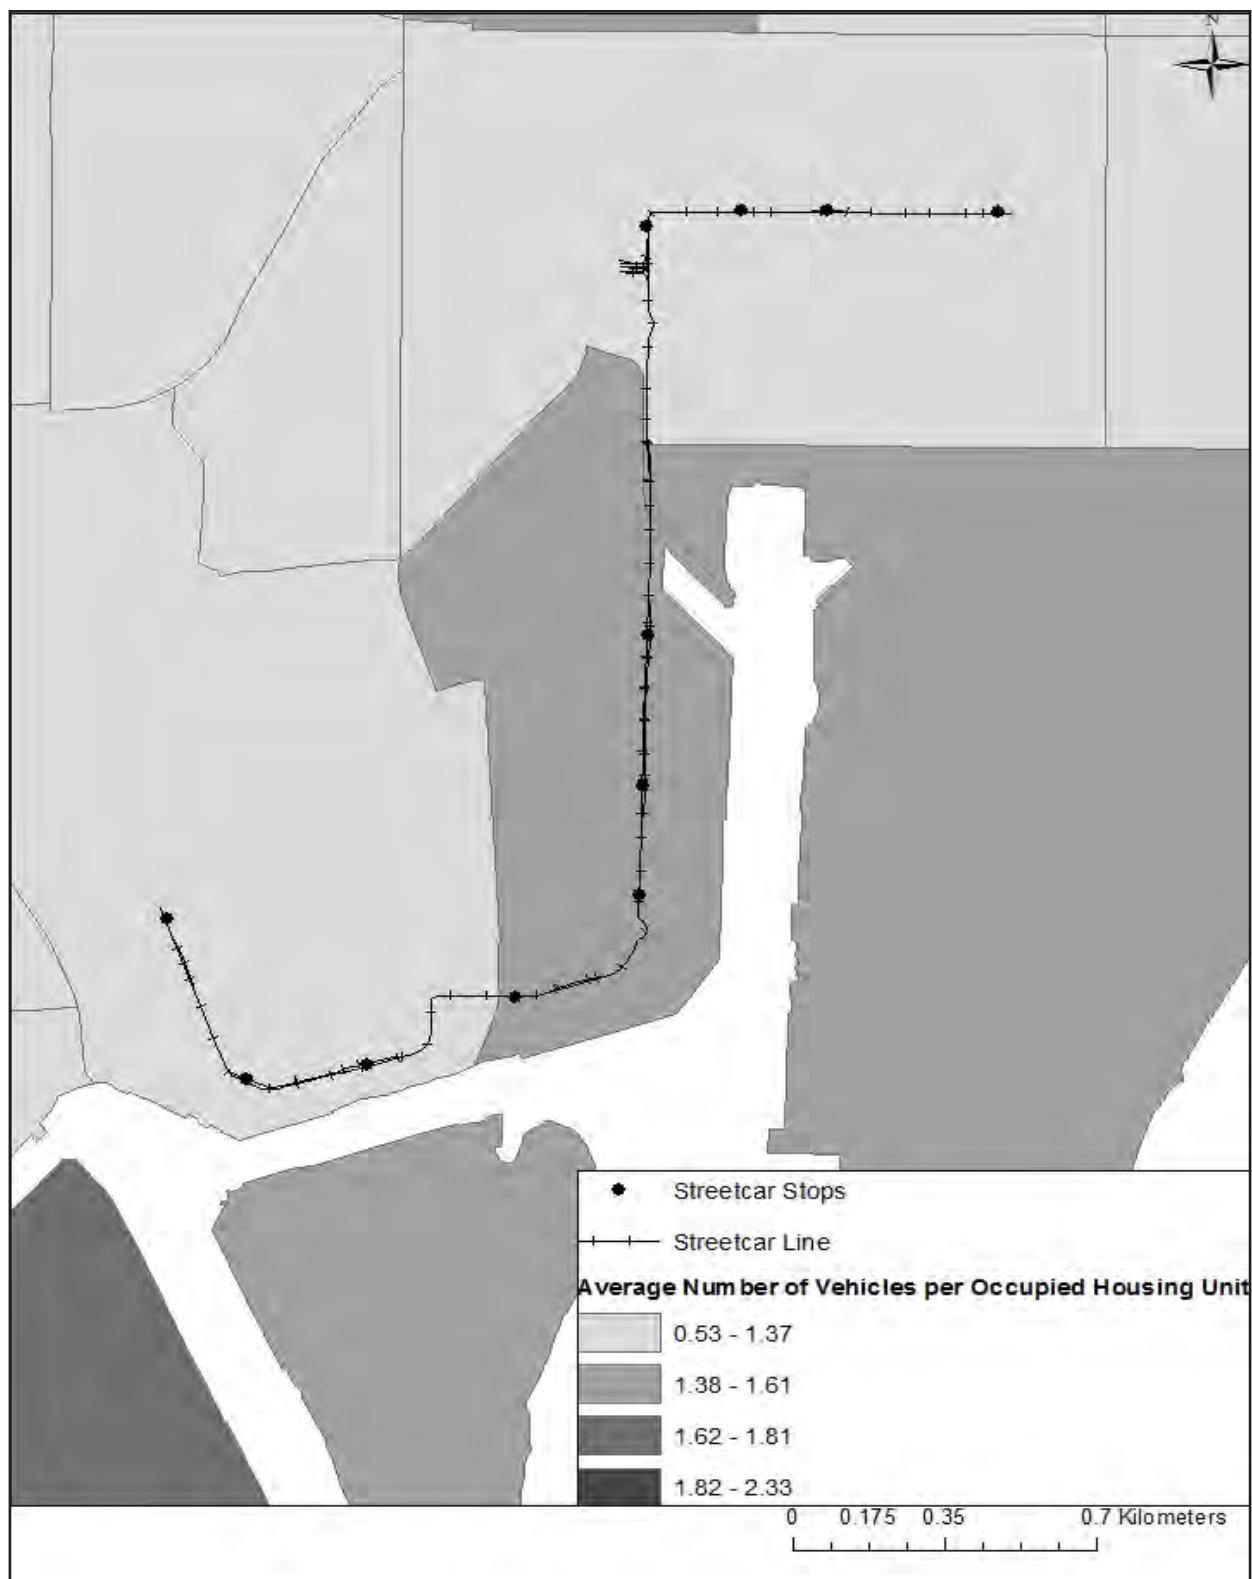 N
Streetcar Stops
Streetcar Line
Average Number of Vehicles per Occupied Housing Unit
0.53 - 1.37
1.38 - 1.61
1.62 - 1.81
1.82 - 2.33
0 0.175 0.35 0.7 Kilometers